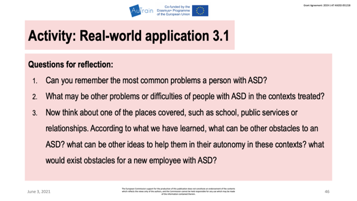 Co-funded by the
Erasmus+ Programme
of the European Union
Activity: Real-world application 3.1
Questions for reflection:
1. Can you remember the most common problems a person with ASD?
2. What may be other problems or difficulties of people with ASD in the contexts treated?
3. Now think about one of the places covered, such as school, public services or
relationships. According to what we have learned, what can be other obstacles to an
ASD? what can be other ideas to help them in their autonomy in these contexts? what
would exist obstacles for a new employee with ASD?
June 3, 2021